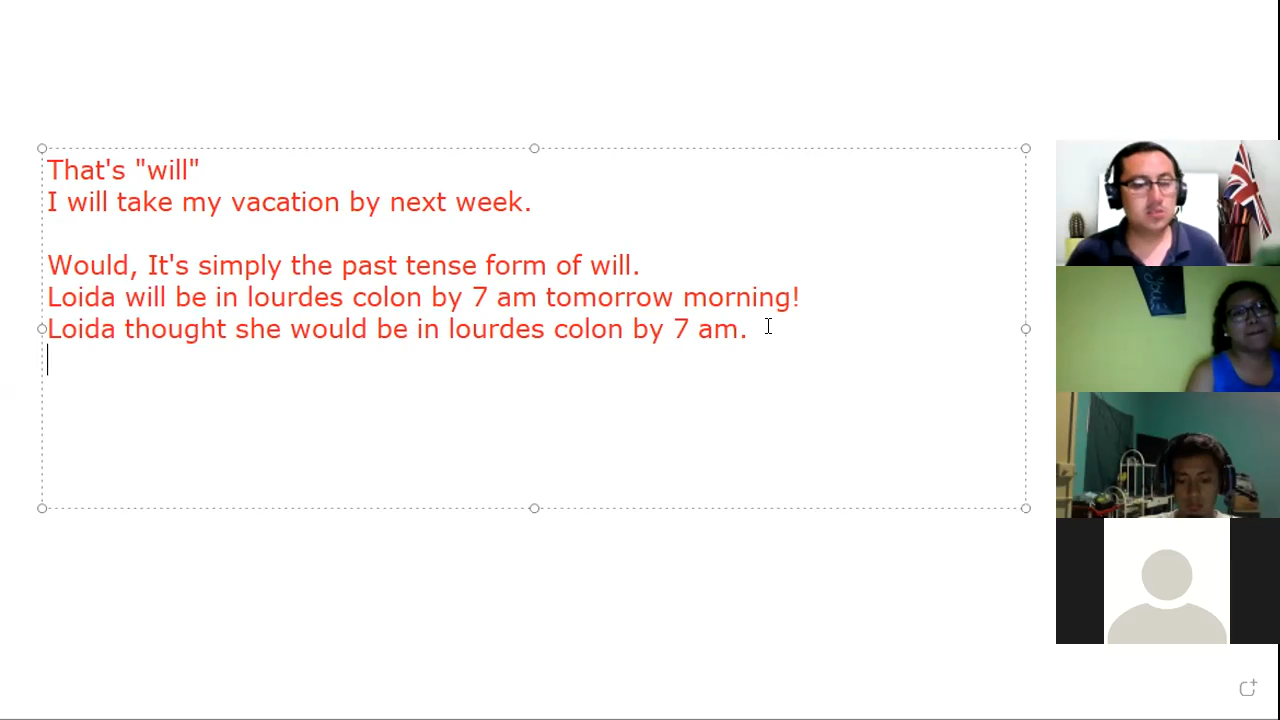 That's "will"
I will take my vacation by next week.
Would, It's simply the past tense form of will.
Loida will be in lourdes colon by 7 am tomorrow morning!
Loida thought she would be in lourdes colon by 7 am.